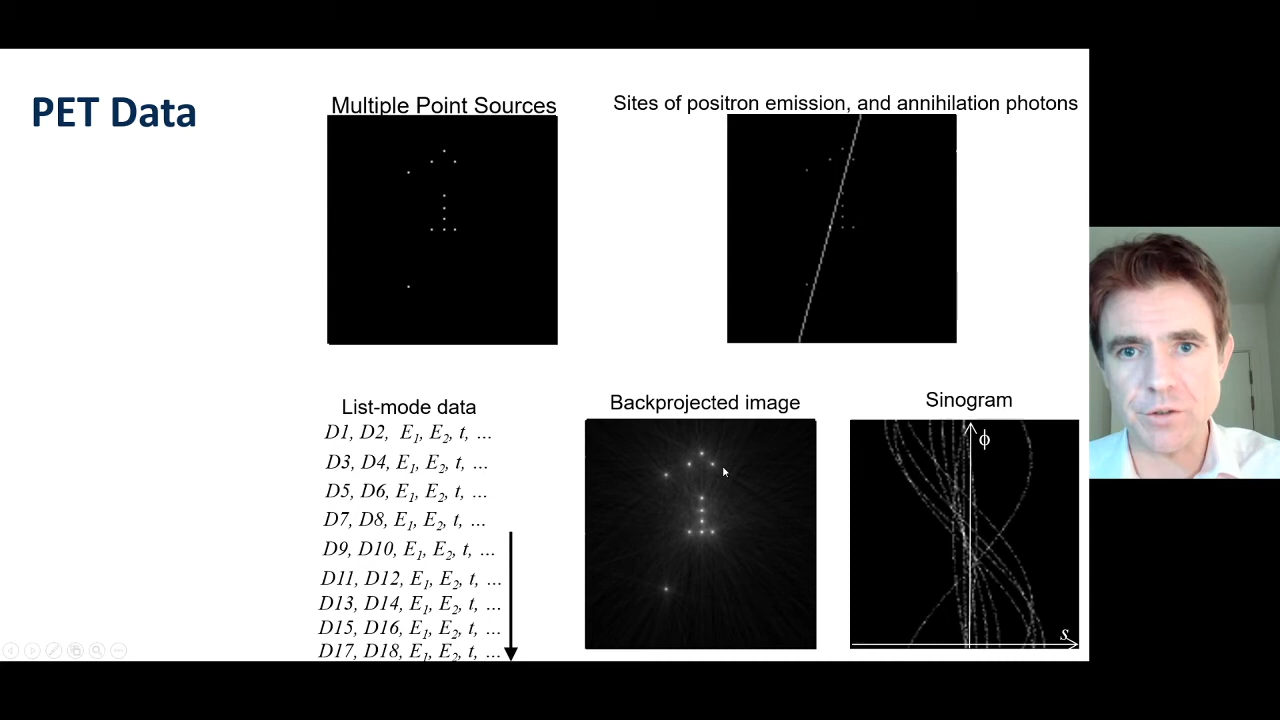 PET Data
Multiple Point Sources
Sites of positron emission, and annihilation photons
List-mode data
D1, D2, E1, E2, t, ...
D3, D4, E1, E2, t, ...
D5, D6, E1, E2, t, ...
D7, D8, E1, E2, t, ...
D9, D10, E1, E2, t, ...
D11, D12, E1, E2, t, ...
D13, D14, E1, E2, t, ...
D15, D16, E1, E2, t, ...
D17, D18, E1, E2, t, ...
Backprojected image
Sinogram
ϕ
s